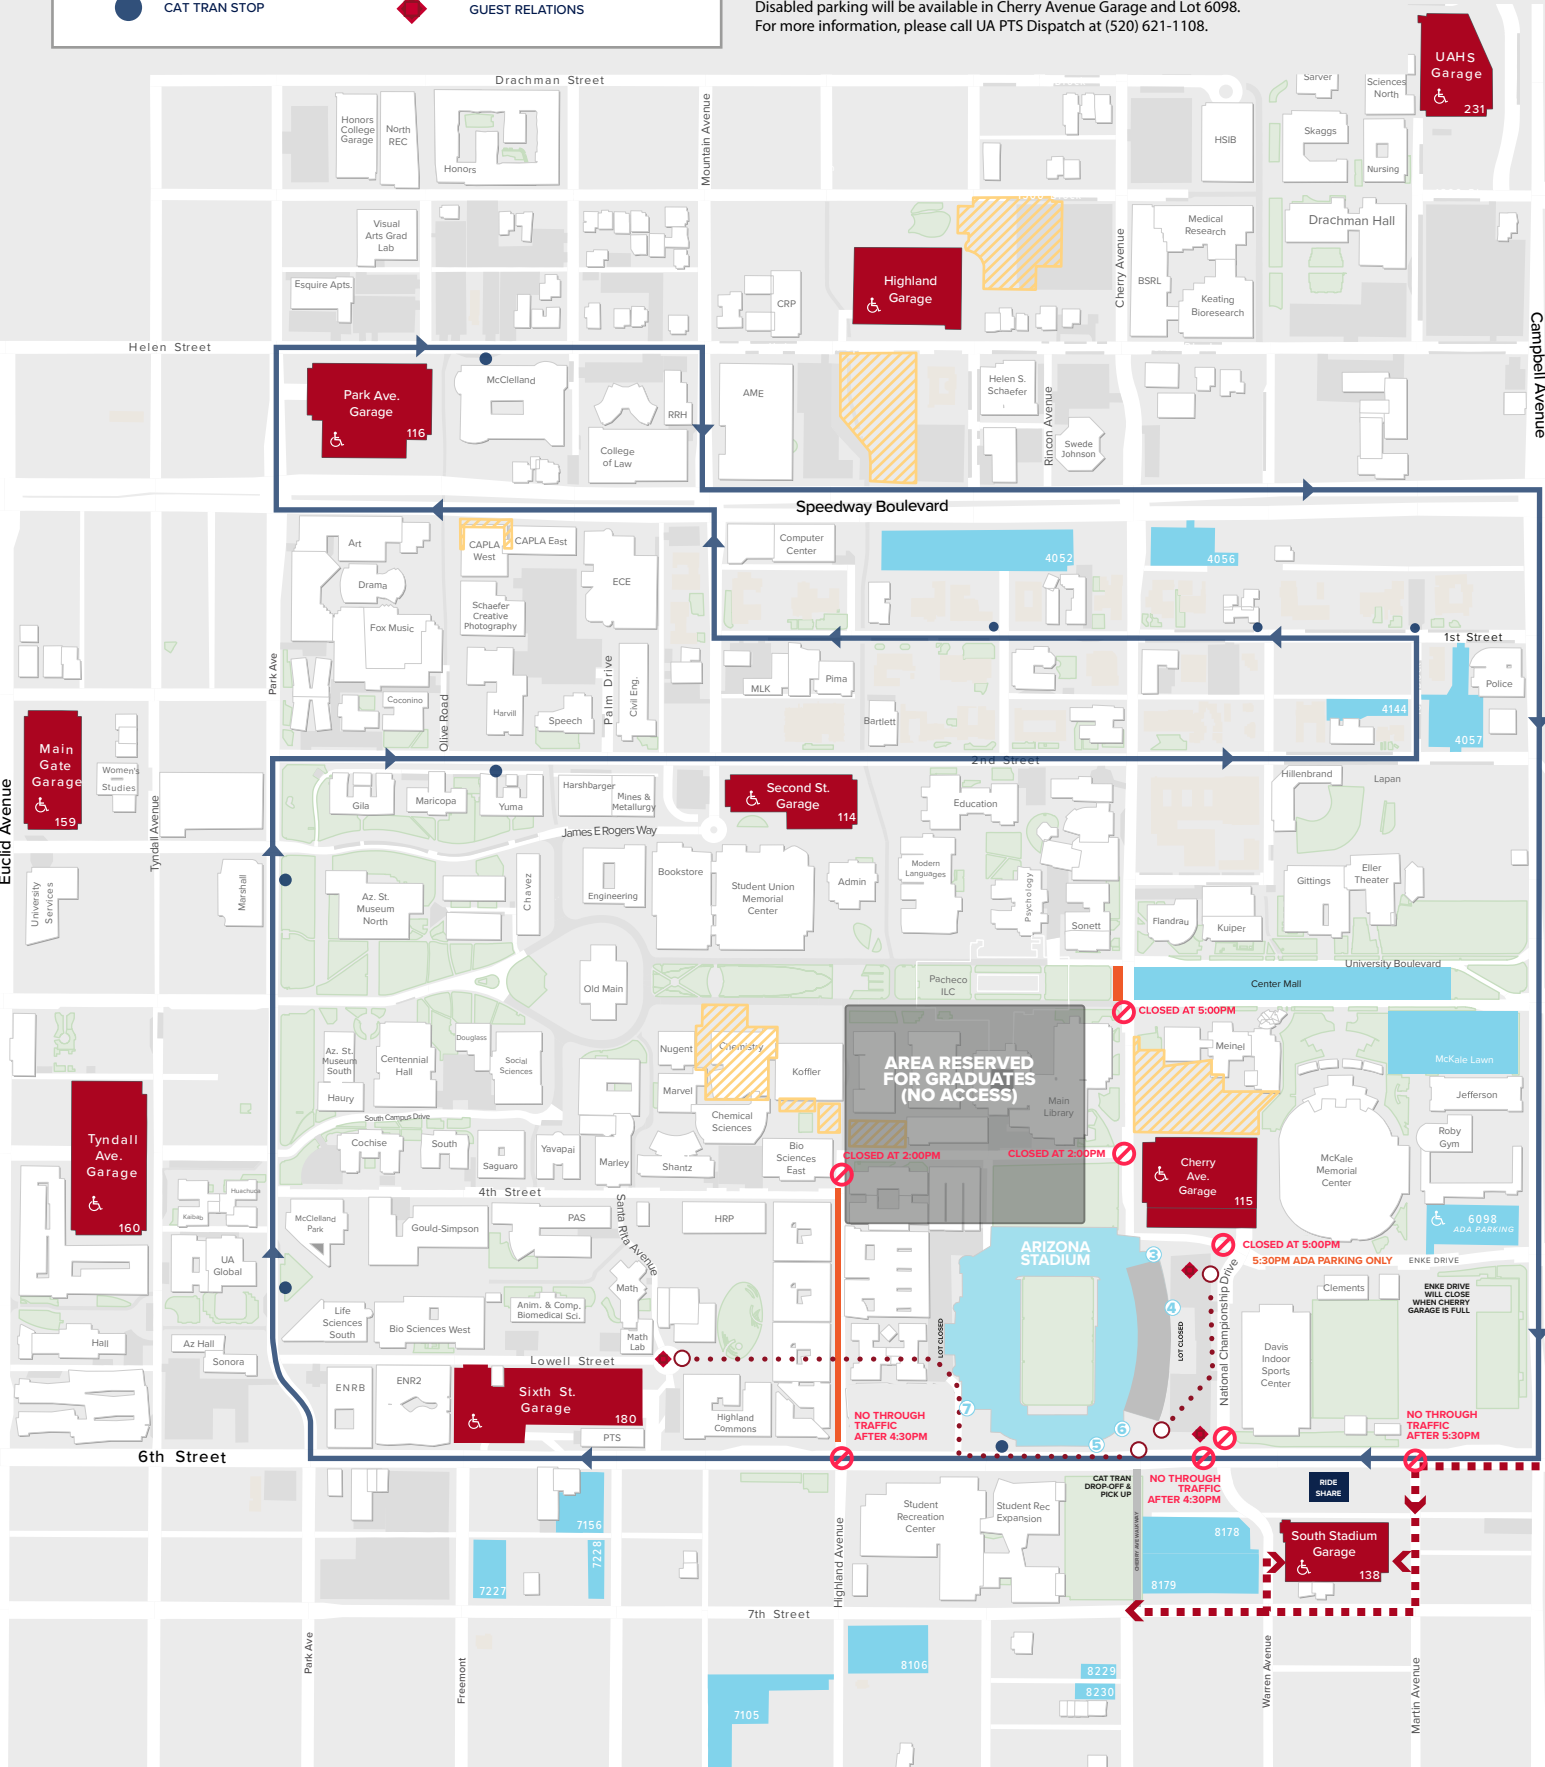 CAT TRAN STOP
GUEST RELATIONS
Disabled parking will be available in Cherry Avenue Garage and Lot 6098.
For more information, please call UA PTS Dispatch at (520) 621-1108.
UAHS
Garage
231
Drachman Street
Mountain Avenue
Honors
College
Garage
North
REC
Honors
HSIB
Sarver
Sciences
North
Skaggs
Nursing
Visual
Arts Grad
Lab
Esquire Apts.
CRP
Highland
Garage
Cherry Avenue
Medical
Research
BSRL
Keating
Bioresearch
Drachman Hall
Campbell Avenue
Helen Street
Park Ave.
Garage
116
McClelland
RRH
College
of Law
AME
Helen S.
Schaefer
Rincon Avenue
Swede
Johnson
Speedway Boulevard
Art
Drama
Fox Music
CAPLA
West
CAPLA East
Schaefer
Creative
Photography
ECE
Computer
Center
4052
4056
1st Street
Park Ave
Coconino
Olive Road
Harvill
Speech
Palm Drive
Civil Eng.
MLK
Pima
Bartlett
4144
4057
Police
2nd Street
Main
Gate
Garage
159
Euclid Avenue
Women's
Studies
Tyndall Avenue
University
Services
Marshall
Gila
Maricopa
Yuma
Harshbarger
Mines &
Metallurgy
James E Rogers Way
Second St.
Garage
114
Education
Hillenbrand
Lapan
Az. St.
Museum
North
Chavez
Engineering
Bookstore
Student Union
Memorial
Center
Admin
Modern
Languages
Psychology
Sonett
Flandrau
Kuiper
Gittings
Eller
Theater
University Boulevard
Old Main
Pacheco
ILC
Center Mall
CLOSED AT 5:00PM
Az. St.
Museum
South
Haury
Centennial
Hall
Douglass
Social
Sciences
Nugent
Chemistry
Marvel
Koffler
Chemical
Sciences
AREA RESERVED
FOR GRADUATES
(NO ACCESS)
Main
Library
Meinel
McKale Lawn
Jefferson
Roby
Gym
McKale
Memorial
Center
South Campus Drive
Cochise
South
Saguaro
Yavapai
Marley
Shantz
Bio
Sciences
East
CLOSED AT 2:00PM
CLOSED AT 2:00PM
Cherry
Ave.
Garage
115
Tyndall
Ave.
Garage
160
Huachuca
Kaibab
UA
Global
4th Street
McClelland
Park
Gould-Simpson
PAS
Santa Rita Avenue
HRP
6098
ADA PARKING
CLOSED AT 5:00PM
5:30PM ADA PARKING ONLY
ENKE DRIVE
ENKE DRIVE
WILL CLOSE
WHEN CHERRY
GARAGE IS FULL
ARIZONA
STADIUM
3
4
LOT CLOSED
LOT CLOSED
National Championship Drive
Clements
Davis
Indoor
Sports
Center
Hall
Az Hall
Sonora
Life
Sciences
South
Bio Sciences West
Anim. & Comp.
Biomedical Sci.
Math
Math
Lab
Lowell Street
ENRB
ENR2
Sixth St.
Garage
180
PTS
Highland
Commons
7
6
5
NO THROUGH
TRAFFIC
AFTER 4:30PM
NO THROUGH
TRAFFIC
AFTER 5:30PM
6th Street
CAT TRAN
DROP-OFF &
PICK UP
NO THROUGH
TRAFFIC
AFTER 4:30PM
RIDE
SHARE
7156
7227
7228
Highland Avenue
Student
Recreation
Center
Student Rec
Expansion
CHERRY AVE WALKWAY
8178
8179
South Stadium
Garage
138
7th Street
Park Ave
Freemont
8106
7105
8229
8230
Warren Avenue
Martin Avenue